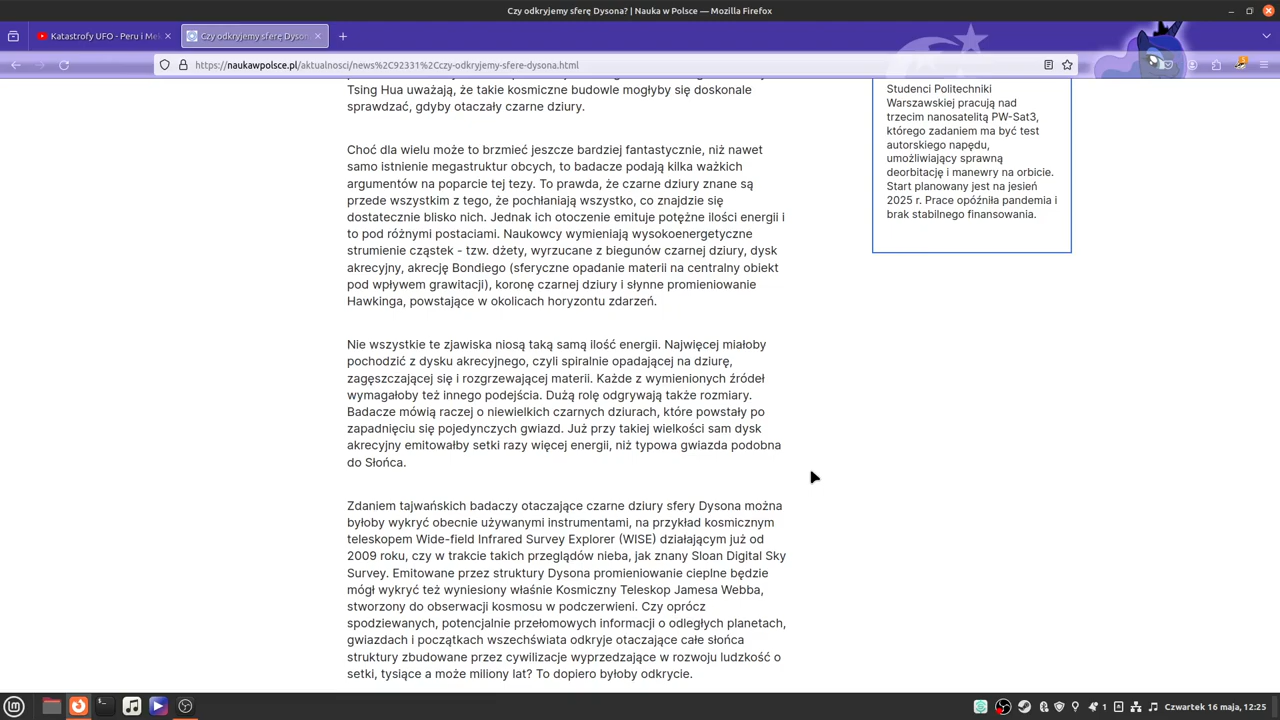 Czy odkryjemy sferę Dysona? | Nauka w Polsce — Mozilla Firefox
Katastrofy UFO - Peru i Me
Czy odkryjemy sferę Dyson
https://naukawpolsce.pl/aktualnosci/news%2C92331%2Cczy-odkryjemy-sfere-dysona.html
Tsing Hua uważają, że takie kosmiczne budowle mogłyby się doskonale
sprawdzać, gdyby otaczały czarne dziury.
Choć dla wielu może to brzmieć jeszcze bardziej fantastycznie, niż nawet
samo istnienie megastruktur obcych, to badacze podają kilka ważkich
argumentów na poparcie tej tezy. To prawda, że czarne dziury znane są
przede wszystkim z tego, że pochłaniają wszystko, co znajdzie się
dostatecznie blisko nich. Jednak ich otoczenie emituje potężne ilości energii i
to pod różnymi postaciami. Naukowcy wymieniają wysokoenergetyczne
strumienie cząstek - tzw. dżety, wyrzucane z biegunów czarnej dziury, dysk
akrecyjny, akrecję Bondiego (sferyczne opadanie materii na centralny obiekt
pod wpływem grawitacji), koronę czarnej dziury i słynne promieniowanie
Hawkinga, powstające w okolicach horyzontu zdarzeń.
Nie wszystkie te zjawiska niosą taką samą ilość energii. Najwięcej miałoby
pochodzić z dysku akrecyjnego, czyli spiralnie opadającej na dziurę,
zagęszczającej się i rozgrzewającej materii. Każde z wymienionych źródeł
wymagałoby też innego podejścia. Dużą rolę odgrywają także rozmiary.
Badacze mówią raczej o niewielkich czarnych dziurach, które powstały po
zapadnięciu się pojedynczych gwiazd. Już przy takiej wielkości sam dysk
akrecyjny emitowałby setki razy więcej energii, niż typowa gwiazda podobna
do Słońca.
Zdaniem tajwańskich badaczy otaczające czarne dziury sfery Dysona można
byłoby wykryć obecnie używanymi instrumentami, na przykład kosmicznym
teleskopem Wide-field Infrared Survey Explorer (WISE) działającym już od
2009 roku, czy w trakcie takich przeglądów nieba, jak znany Sloan Digital Sky
Survey. Emitowane przez struktury Dysona promieniowanie cieplne będzie
mógł wykryć też wyniesiony właśnie Kosmiczny Teleskop Jamesa Webba,
stworzony do obserwacji kosmosu w podczerwieni. Czy oprócz
spodziewanych, potencjalnie przełomowych informacji o odległych planetach,
gwiazdach i początkach wszechświata odkryje otaczające całe słońca
struktury zbudowane przez cywilizacje wyprzedzające w rozwoju ludzkość o
setki, tysiące a może miliony lat? To dopiero byłoby odkrycie.
Studenci Politechniki
Warszawskiej pracują nad
trzecim nanosatelitą PW-Sat3,
którego zadaniem ma być test
autorskiego napędu,
umożliwiający sprawną
deorbitację i manewry na orbicie.
Start planowany jest na jesień
2025 r. Prace opóźniła pandemia i
brak stabilnego finansowania.
1
Czwartek 16 maja, 12:25